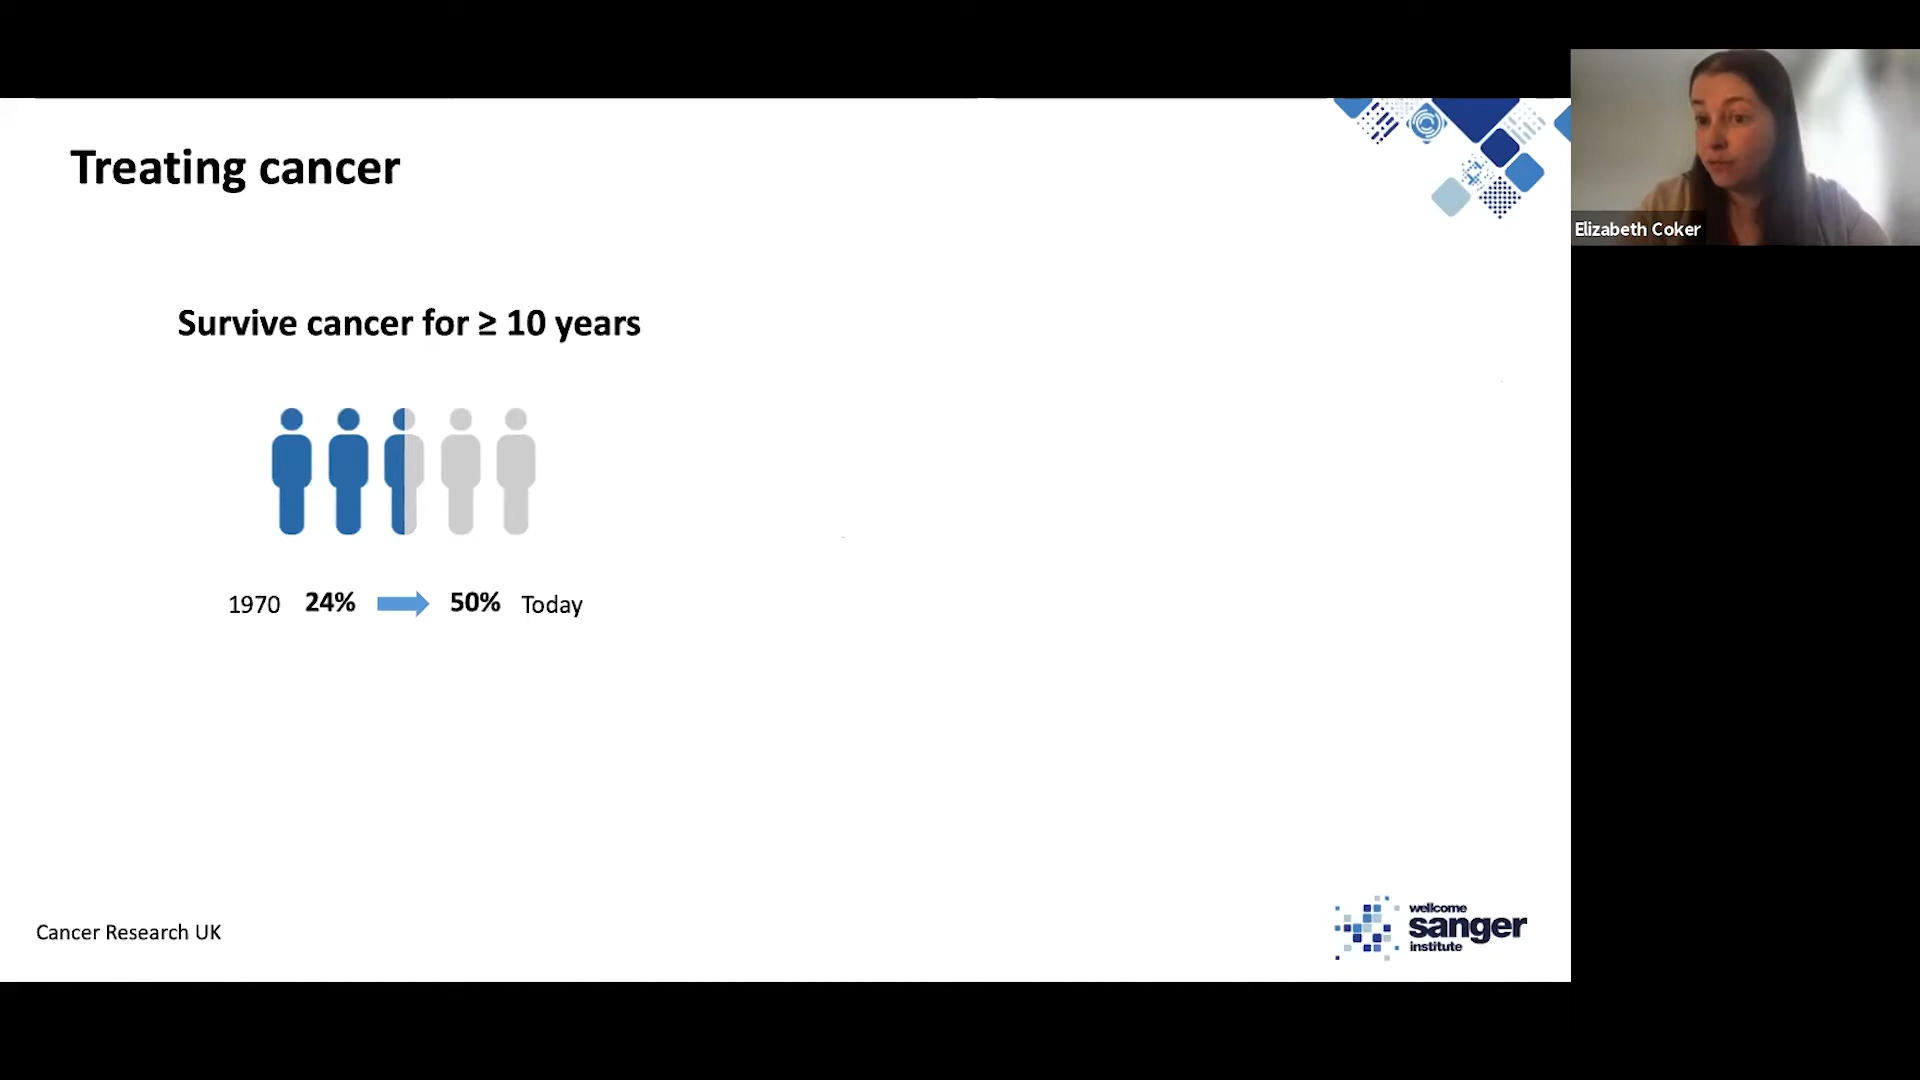 Treating cancer
Elizabeth Coker
Survive cancer for ≥ 10 years
1970 24% 50% Today
Cancer Research UK
wellcome
sanger
institute